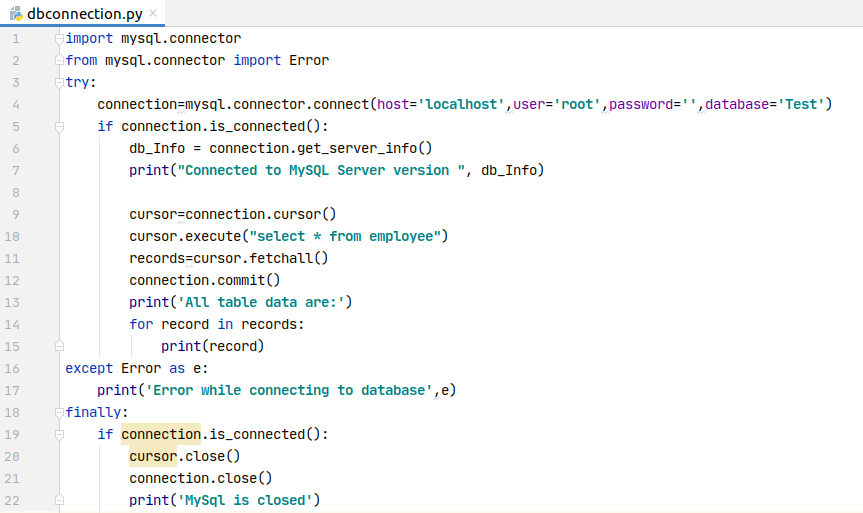 dbconnection.py
1 import mysql.connector
2 from mysql.connector import Error
3 try:
4     connection=mysql.connector.connect(host='localhost',user='root',password='',database='Test')
5     if connection.is_connected():
6         db_Info = connection.get_server_info()
7         print("Connected to MySQL Server version ", db_Info)
8
9         cursor=connection.cursor()
10         cursor.execute("select * from employee")
11         records=cursor.fetchall()
12         connection.commit()
13         print('All table data are:')
14         for record in records:
15             print(record)
16 except Error as e:
17     print('Error while connecting to database',e)
18 finally:
19     if connection.is_connected():
20         cursor.close()
21         connection.close()
22         print('MySql is closed')